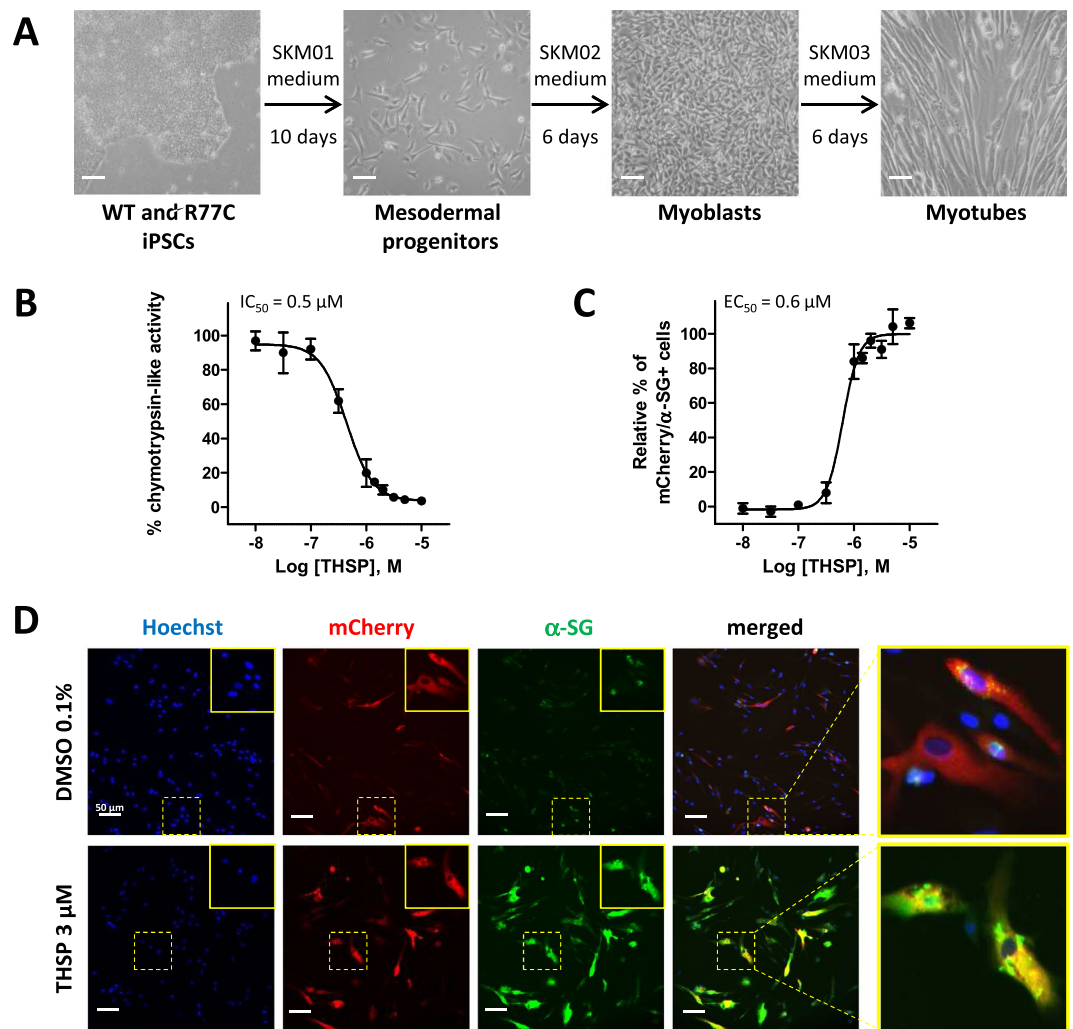 A
SKM01
medium
10 days
SKM02
medium
6 days
SKM03
medium
6 days
WT and R77C
iPSCs
Mesodermal
progenitors
Myoblasts
Myotubes
B
IC50 = 0.5 µM
% chymotrypsin-like activity
100
80
60
40
20
0
-8
-7
-6
-5
Log [THSP], M
C
EC50 = 0.6 µM
Relative % of
mCherry/α-SG+ cells
100
80
60
40
20
0
-8
-7
-6
-5
Log [THSP], M
D
Hoechst
mCherry
α-SG
merged
DMSO 0.1%
50 µm
THSP 3 µM